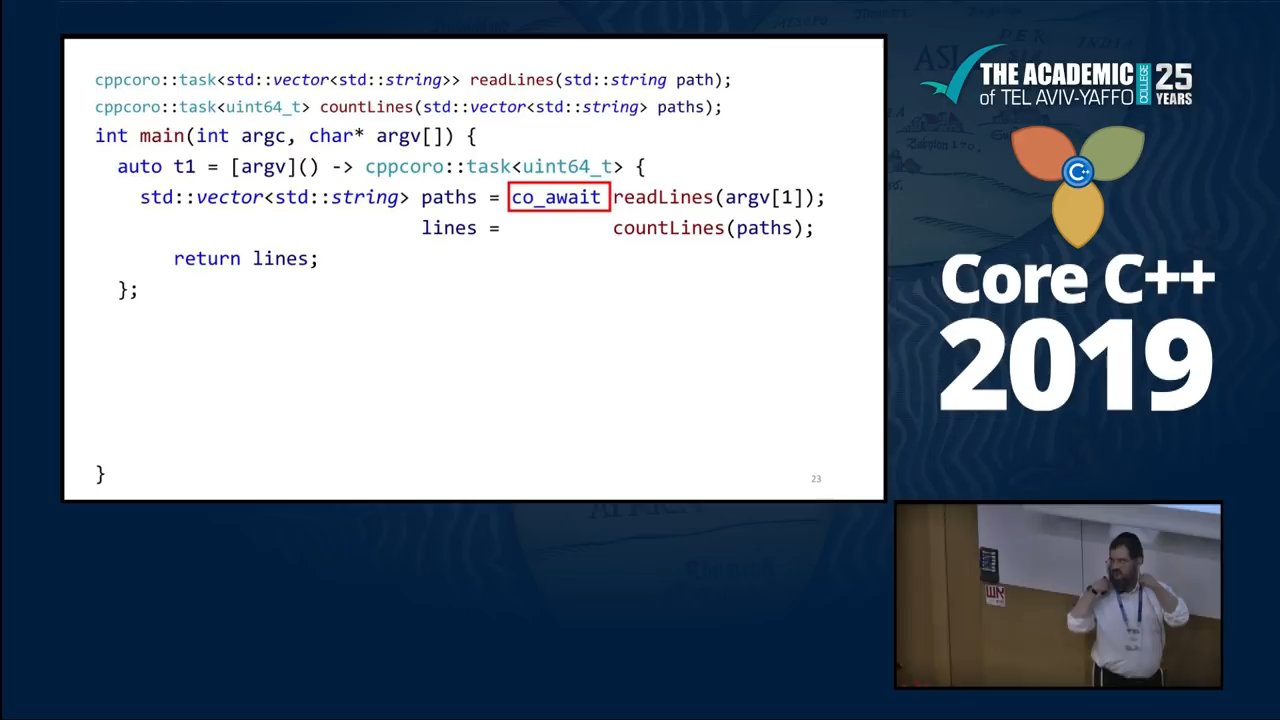 cppcoro::task<std::vector<std::string>> readLines(std::string path);
cppcoro::task<uint64_t> countLines(std::vector<std::string> paths);
int main(int argc, char* argv[]) {
auto t1 = [argv]() -> cppcoro::task<uint64_t> {
std::vector<std::string> paths = co_await readLines(argv[1]);
lines = countLines(paths);
return lines;
};
}
23
THE ACADEMIC COLLEGE 25
of TEL AVIV-YAFFO YEARS
C++
Core C++
2019